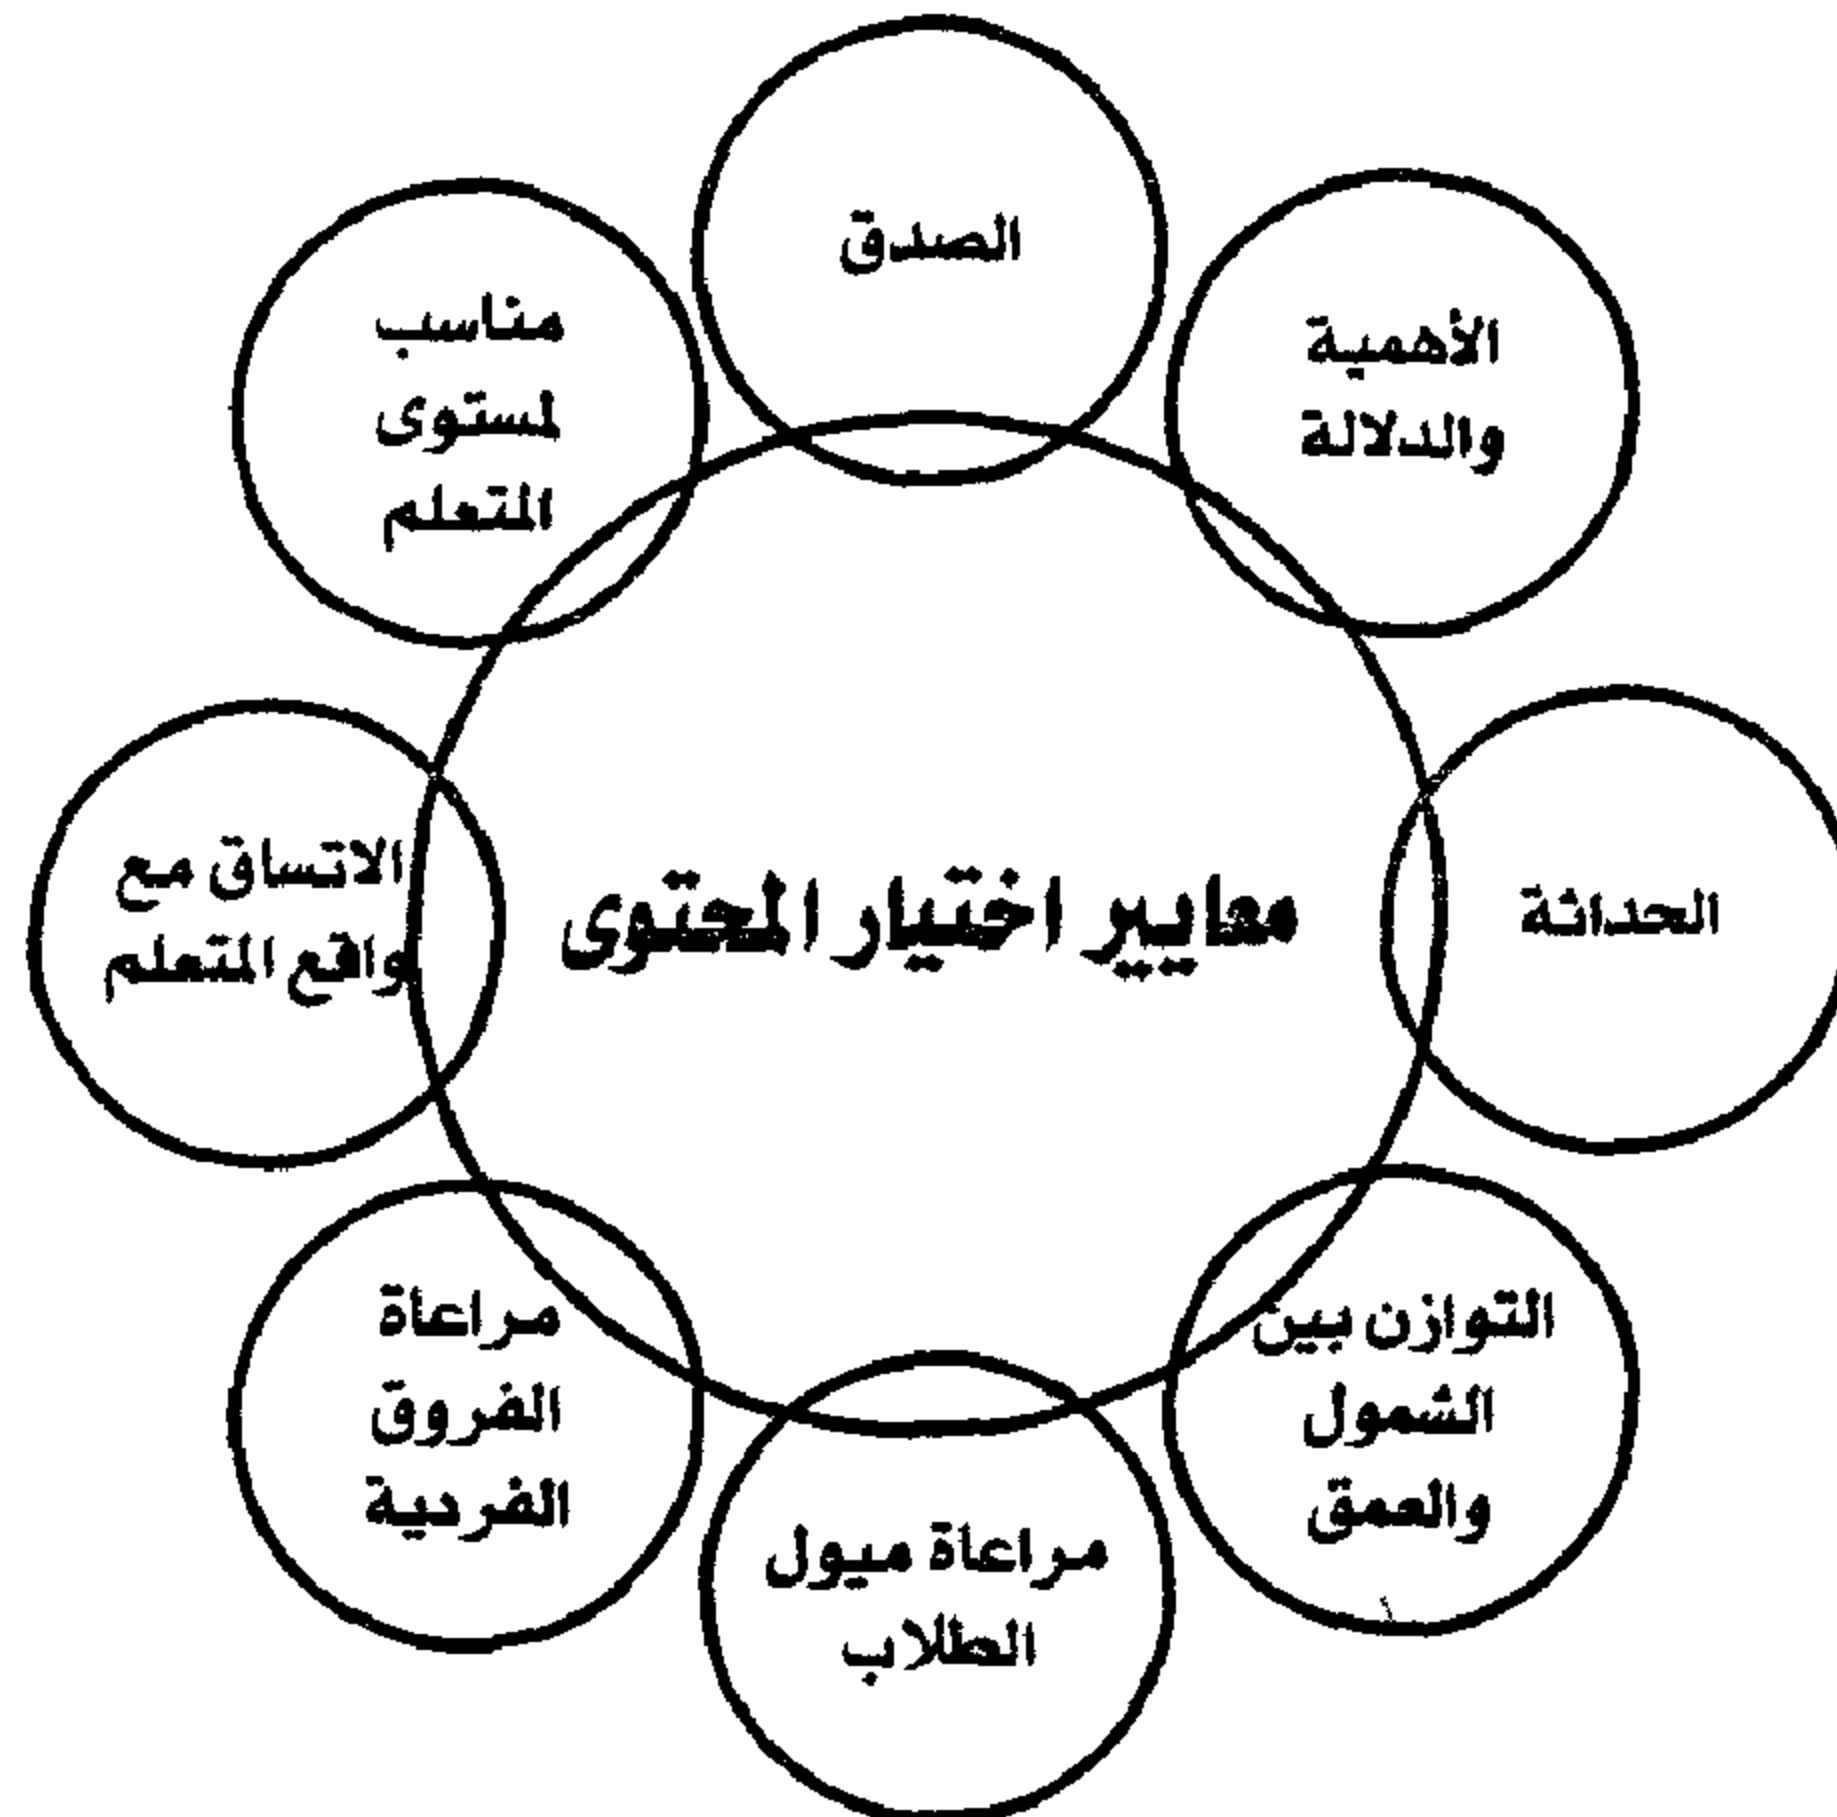 الصدق
الأهمية
والدلالة
الحداثة
التوازن بين
الشمول
والعمق
مراعاة ميول
الطلاب
مراعاة
الفروق
الفردية
الاتساق مع
واقع المتعلم
مناسب
لمستوى
المتعلم
معايير اختيار المحتوى